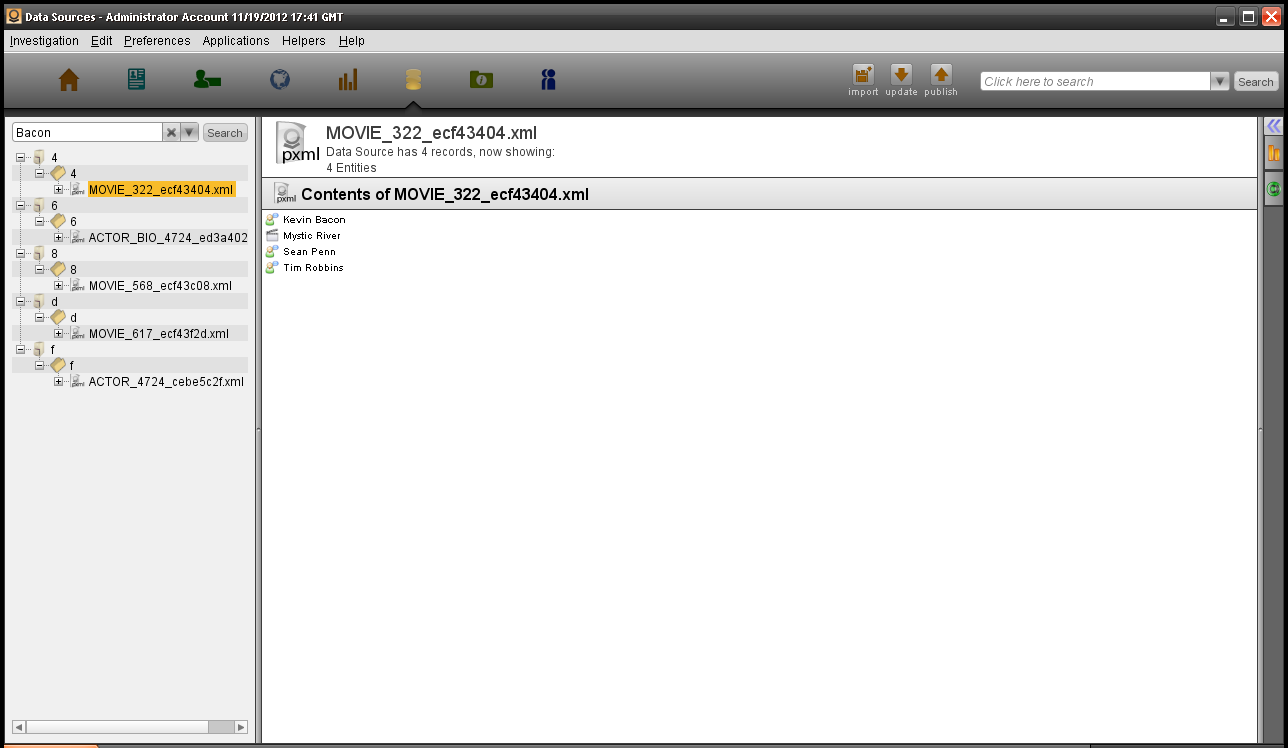 Data Sources - Administrator Account 11/19/2012 17:41 GMT
Investigation Edit Preferences Applications Helpers Help
import update publish
Click here to search
Search
Bacon
Search
4
4
MOVIE_322_ecf43404.xml
6
6
ACTOR_BIO_4724_ed3a402
8
8
MOVIE_568_ecf43c08.xml
d
d
MOVIE_617_ecf43f2d.xml
f
f
ACTOR_4724_cebe5c2f.xml
pxml
MOVIE_322_ecf43404.xml
Data Source has 4 records, now showing:
4 Entities
pxml
Contents of MOVIE_322_ecf43404.xml
Kevin Bacon
Mystic River
Sean Penn
Tim Robbins